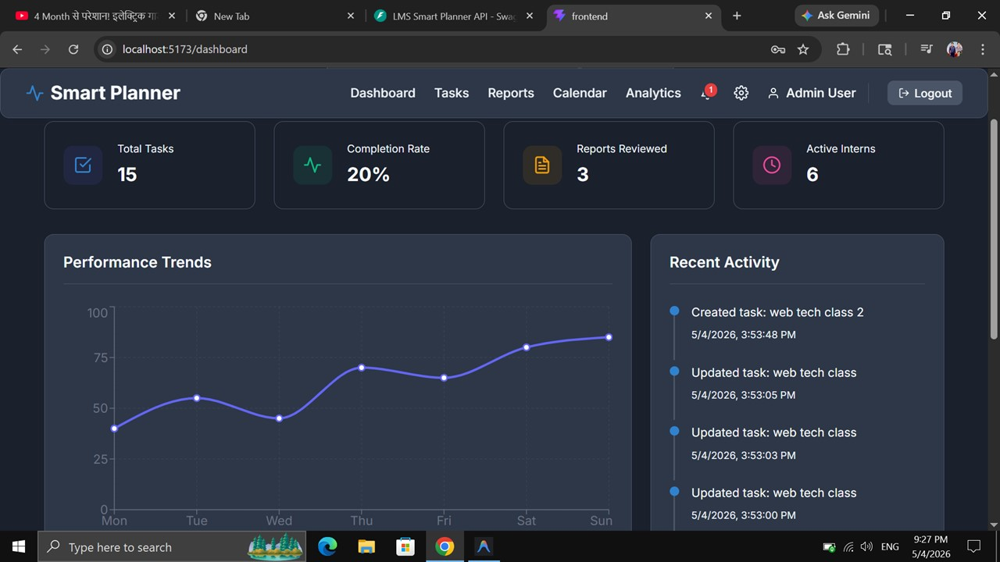 4 Month से परेशान! इलेक्ट्रिक गा
New Tab
LMS Smart Planner API - Swag
frontend
Ask Gemini
localhost:5173/dashboard
Smart Planner
Dashboard
Tasks
Reports
Calendar
Analytics
1
Admin User
Logout
Total Tasks
15
Completion Rate
20%
Reports Reviewed
3
Active Interns
6
Performance Trends
100
75
50
25
0
Mon
Tue
Wed
Thu
Fri
Sat
Sun
Recent Activity
Created task: web tech class 2
5/4/2026, 3:53:48 PM
Updated task: web tech class
5/4/2026, 3:53:05 PM
Updated task: web tech class
5/4/2026, 3:53:03 PM
Updated task: web tech class
5/4/2026, 3:53:00 PM
Type here to search
ENG
9:27 PM
5/4/2026